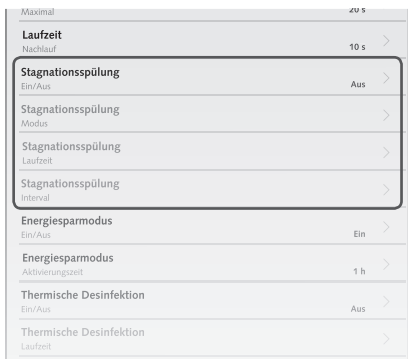 Maximal 20 s
Laufzeit
Nachlauf 10 s
Stagnationsspülung
Ein/Aus Aus
Stagnationsspülung
Modus
Stagnationsspülung
Laufzeit
Stagnationsspülung
Interval
Energiesparmodus
Ein/Aus Ein
Energiesparmodus
Aktivierungszeit 1 h
Thermische Desinfektion
Ein/Aus Aus
Thermische Desinfektion
Laufzeit